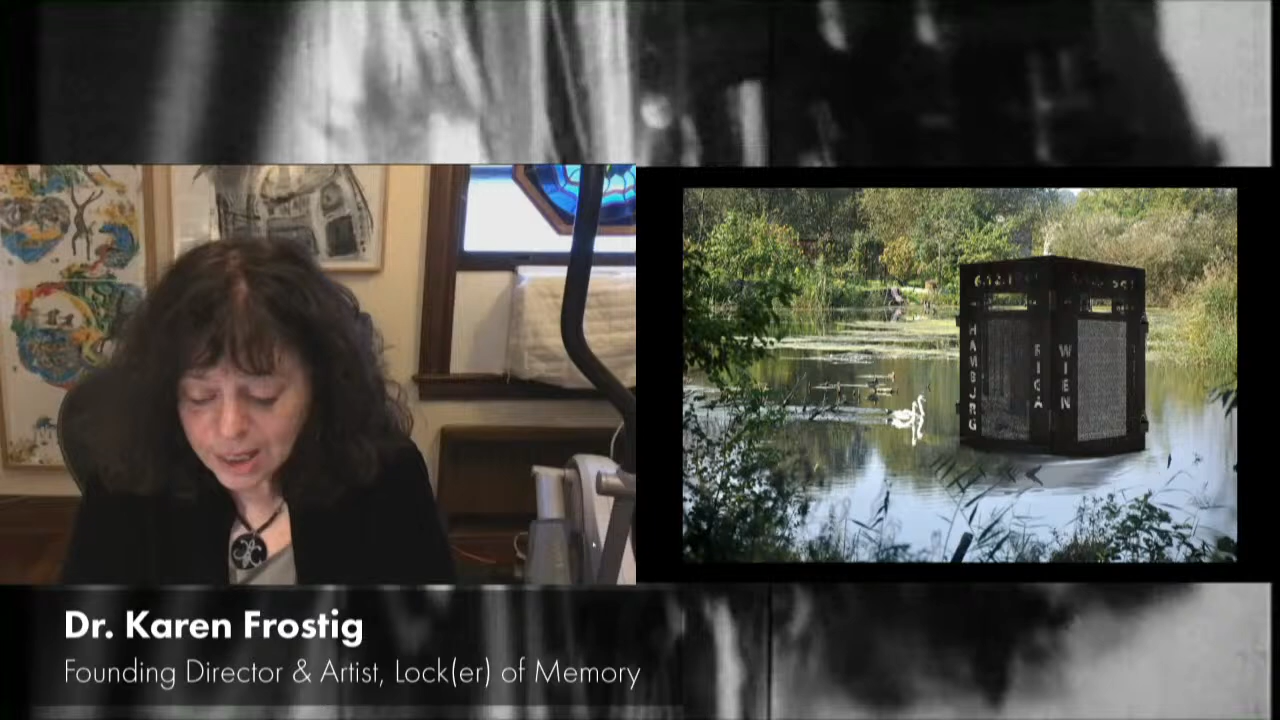 HAMBURG
RIGA
WIEN
Dr. Karen Frostig
Founding Director & Artist, Lock(er) of Memory